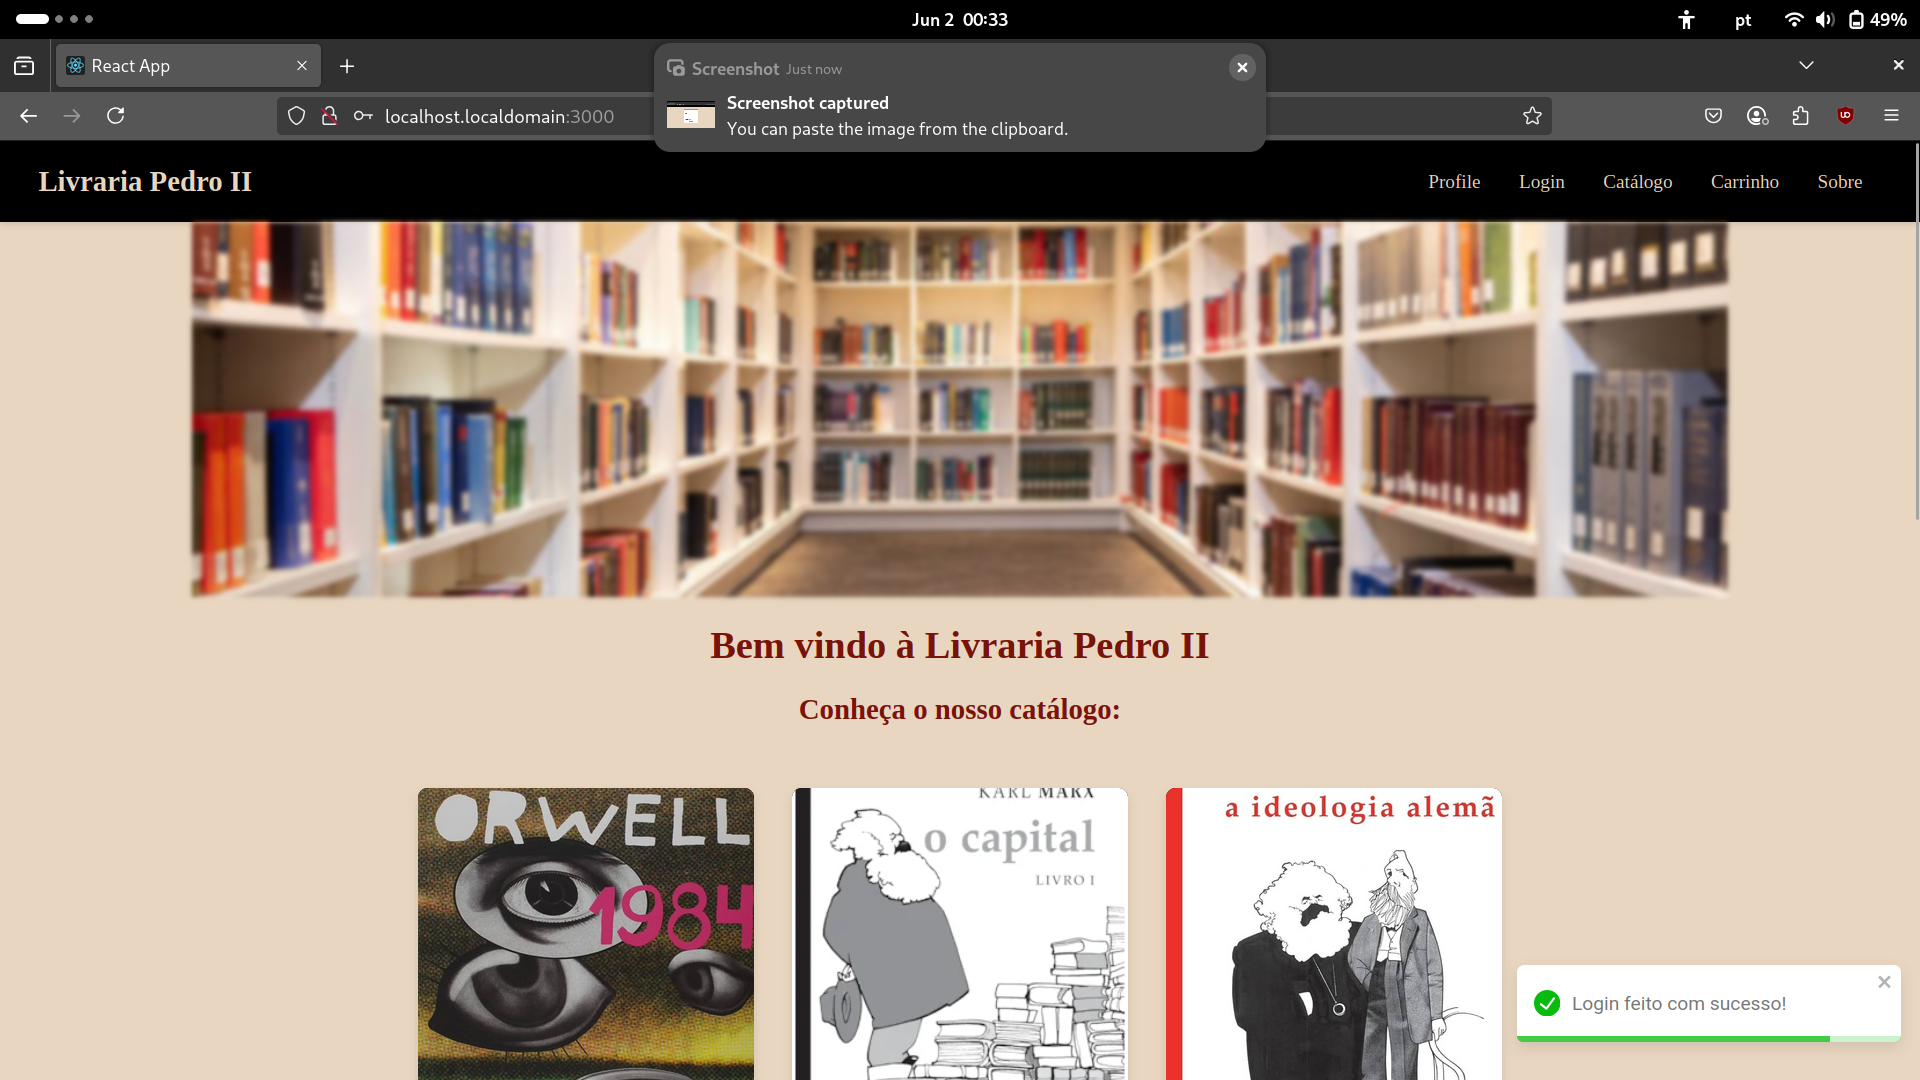 Jun 2 00:33
pt
49%
React App
Screenshot Just now
Screenshot captured
You can paste the image from the clipboard.
localhost.localdomain:3000
Livraria Pedro II
Profile
Login
Catálogo
Carrinho
Sobre
Bem vindo à Livraria Pedro II
Conheça o nosso catálogo:
ORWELL
1984
KARL MARX
o capital
LIVRO I
a ideologia alemã
Login feito com sucesso!